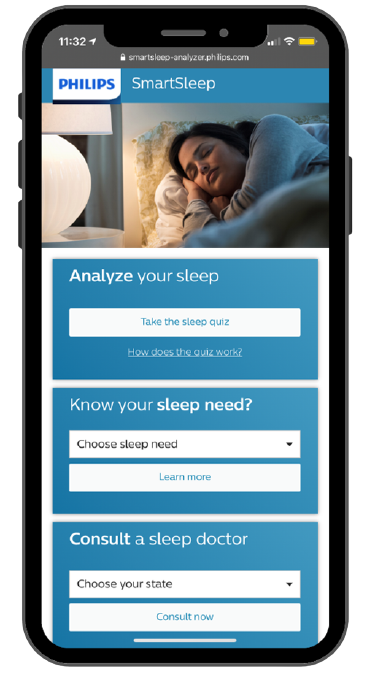 11:32
smartsleep-analyzer.philips.com
PHILIPS SmartSleep
Analyze your sleep
Take the sleep quiz
How does the quiz work?
Know your sleep need?
Choose sleep need
Learn more
Consult a sleep doctor
Choose your state
Consult now